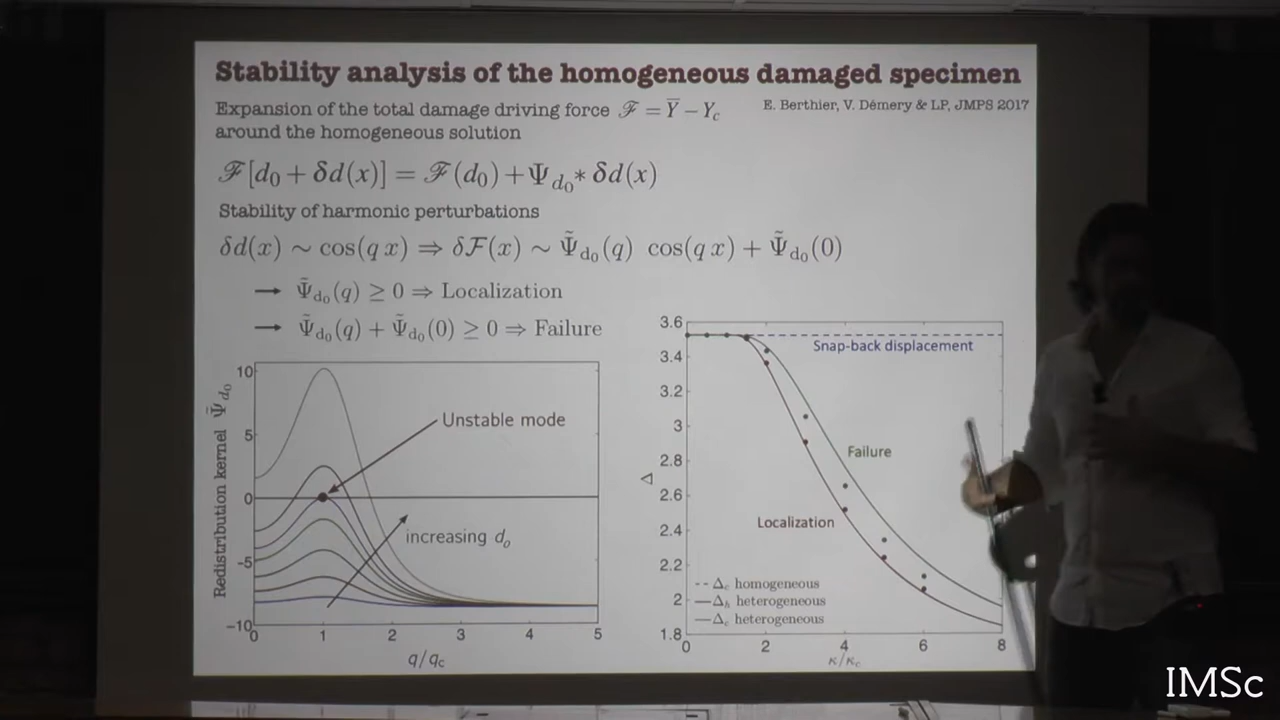 Stability analysis of the homogeneous damaged specimen
Expansion of the total damage driving force ℱ = Y̅ − Y_c
E. Berthier, V. Démery & LP, JMPS 2017
around the homogeneous solution
ℱ[d₀ + δd(x)] = ℱ(d₀) + Ψ_{d₀} * δd(x)
Stability of harmonic perturbations
δd(x) ∼ cos(q x) ⇒ δℱ(x) ∼ Ψ̃_{d₀}(q) cos(q x) + Ψ̃_{d₀}(0)
→ Ψ̃_{d₀}(q) ≥ 0 ⇒ Localization
→ Ψ̃_{d₀}(q) + Ψ̃_{d₀}(0) ≥ 0 ⇒ Failure
Redistribution kernel Ψ̃_{d₀}
10
5
0
-5
-10
Unstable mode
increasing d₀
0 1 2 3 4 5
q/q_c
Δ
3.6
3.4
3.2
3
2.8
2.6
2.4
2.2
2
1.8
Snap-back displacement
Failure
Localization
-- Δ_c homogeneous
— Δ_h heterogeneous
— Δ_c heterogeneous
0 2 4 6 8
κ/κ_c
IMSc